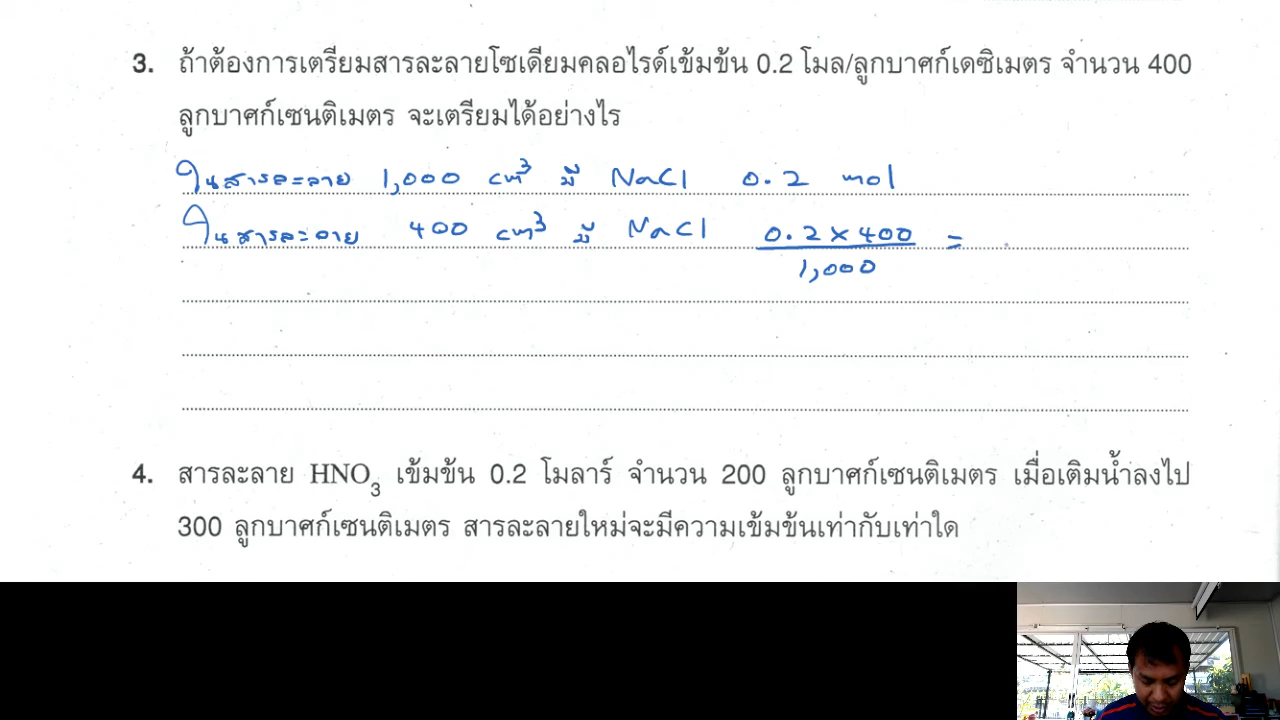 3. ถ้าต้องการเตรียมสารละลายโซเดียมคลอไรด์เข้มข้น 0.2 โมล/ลูกบาศก์เดซิเมตร จำนวน 400
ลูกบาศก์เซนติเมตร จะเตรียมได้อย่างไร
ในสารละลาย 1,000 cm³ มี NaCl 0.2 mol
ในสารละลาย 400 cm³ มี NaCl 0.2 × 400 =
1,000
4. สารละลาย HNO₃ เข้มข้น 0.2 โมลาร์ จำนวน 200 ลูกบาศก์เซนติเมตร เมื่อเติมน้ำลงไป
300 ลูกบาศก์เซนติเมตร สารละลายใหม่จะมีความเข้มข้นเท่ากับเท่าใด